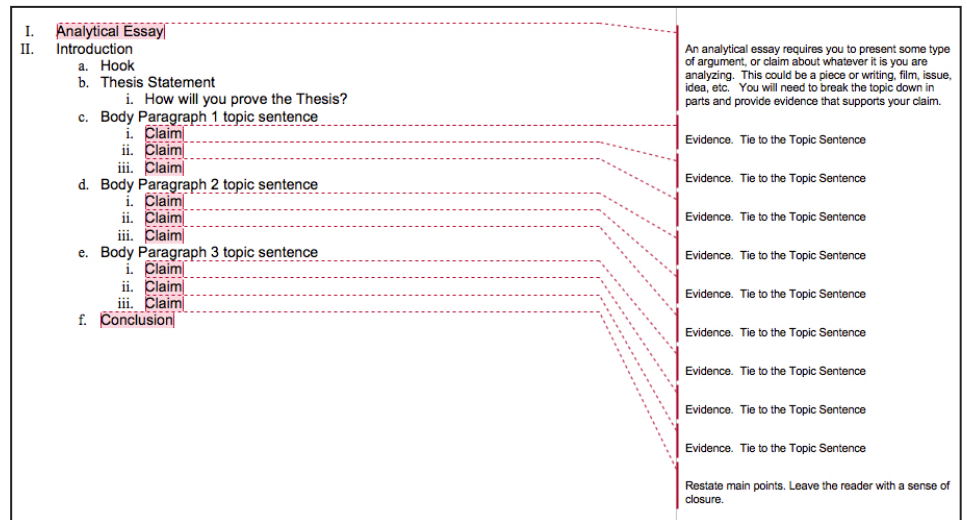 I. Analytical Essay
II. Introduction
a. Hook
b. Thesis Statement
i. How will you prove the Thesis?
c. Body Paragraph 1 topic sentence
i. Claim
ii. Claim
iii. Claim
d. Body Paragraph 2 topic sentence
i. Claim
ii. Claim
iii. Claim
e. Body Paragraph 3 topic sentence
i. Claim
ii. Claim
iii. Claim
f. Conclusion
An analytical essay requires you to present some type
of argument, or claim about whatever it is you are
analyzing. This could be a piece or writing, film, issue,
idea, etc. You will need to break the topic down in
parts and provide evidence that supports your claim.
Evidence. Tie to the Topic Sentence
Evidence. Tie to the Topic Sentence
Evidence. Tie to the Topic Sentence
Evidence. Tie to the Topic Sentence
Evidence. Tie to the Topic Sentence
Evidence. Tie to the Topic Sentence
Evidence. Tie to the Topic Sentence
Evidence. Tie to the Topic Sentence
Evidence. Tie to the Topic Sentence
Restate main points. Leave the reader with a sense of
closure.